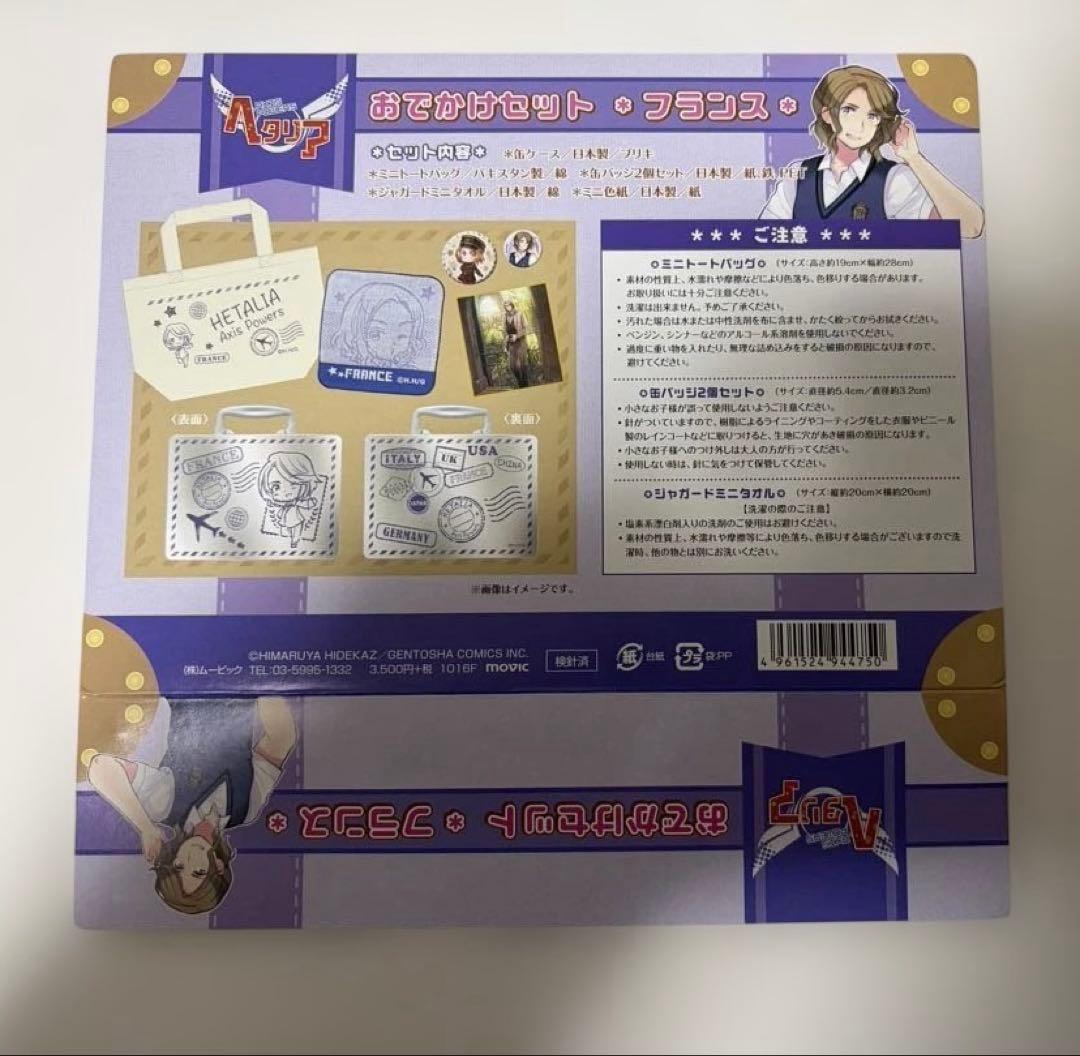 ヘタリア
おでかけセット ＊ フランス ＊
＊セット内容＊ ＊缶ケース／日本製／ブリキ
＊ミニトートバッグ／パキスタン製／綿 ＊缶バッジ2個セット／日本製／紙、鉄、PET
＊ジャガードミニタオル／日本製／綿 ＊ミニ色紙／日本製／紙
HETALIA
Axis Powers
FRANCE
FRANCE ©H.H/G
〈表面〉
FRANCE
〈裏面〉
ITALY
UK
USA
CHINA
FRANCE
JAPAN
HETALIA
GERMANY
※画像はイメージです。
＊＊＊ ご注意 ＊＊＊
ミニトートバッグ (サイズ:高さ約19cm×幅約28cm)
・素材の性質上、水濡れや摩擦などにより色落ち、色移りする場合があります。
お取り扱いには十分ご注意ください。
・洗濯は出来ません。予めご了承ください。
・汚れた場合は水または中性洗剤を布に含ませ、かたく絞ってからお拭きください。
・ベンジン、シンナーなどのアルコール系溶剤を使用しないでください。
・過度に重い物を入れたり、無理な詰め込みをすると破損の原因になりますので、
避けてください。
缶バッジ2個セット (サイズ:直径約5.4cm／直径約3.2cm)
・小さなお子様が誤って使用しないようご注意ください。
・針がついていますので、樹脂によるライニングやコーティングをした衣服やビニール
製のレインコートなどに取りつけると、生地に穴があき破損の原因になります。
・小さなお子様へのつけ外しは大人の方が行ってください。
・使用しない時は、針に気をつけて保管してください。
ジャガードミニタオル (サイズ:縦約20cm×横約20cm)
【洗濯の際のご注意】
・塩素系漂白剤入りの洗剤のご使用はお避けください。
・素材の性質上、水濡れや摩擦等により色落ち、色移りする場合がございますので洗
濯時、他の物とは別にお洗いください。
©HIMARUYA HIDEKAZ／GENTOSHA COMICS INC.
(株)ムービック TEL:03-5995-1332 3,500円+税 1016F movic
検針済
紙 台紙
プラ 袋:PP
4 961524 944750
おでかけセット ＊ フランス ＊
ヘタリア